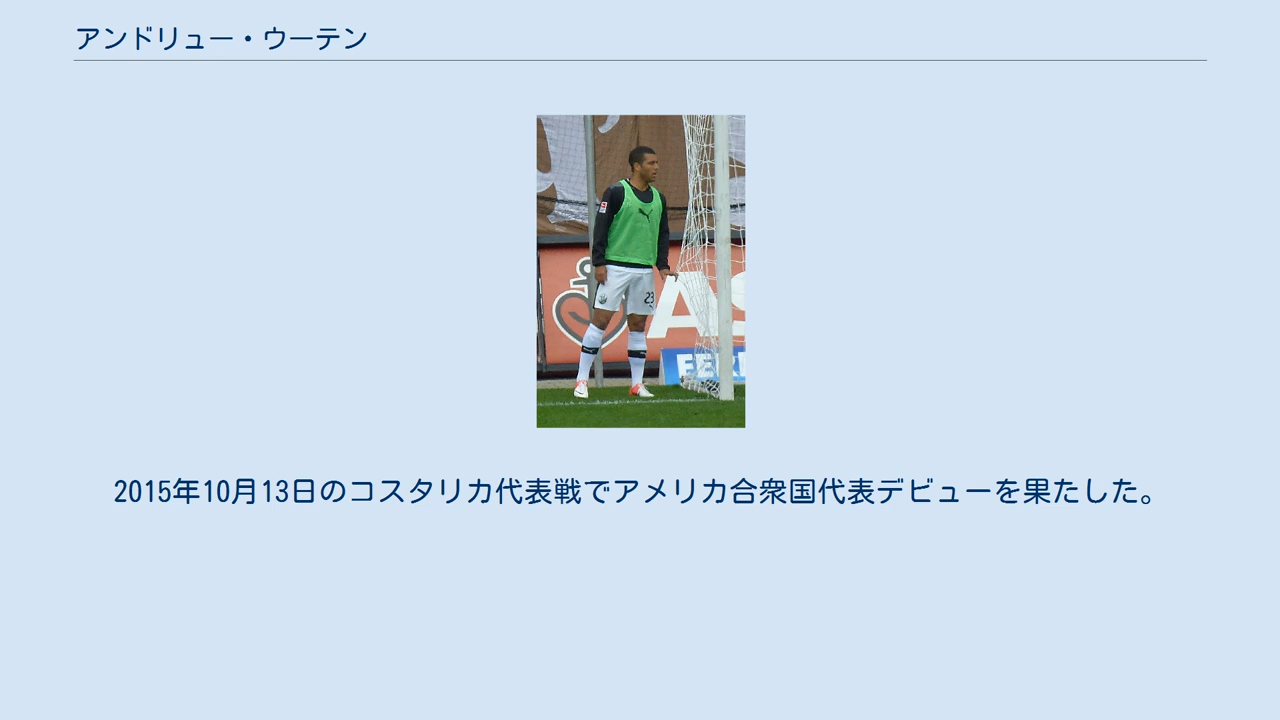 アンドリュー・ウーテン
23
2015年10月13日のコスタリカ代表戦でアメリカ合衆国代表デビューを果たした。